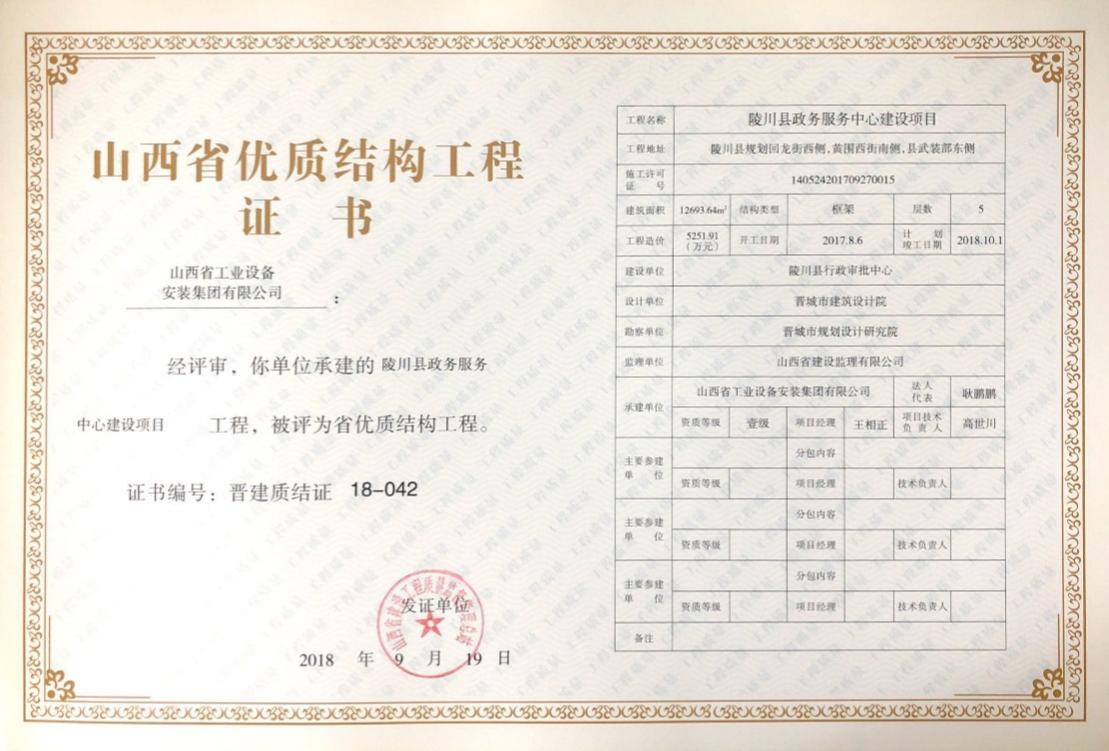 山西省优质结构工程
证 书
山西省工业设备
安装集团有限公司 :
经评审，你单位承建的 陵川县政务服务
中心建设项目 工程，被评为省优质结构工程。
证书编号：晋建质结证 18-042
发证单位
2018 年 9 月 19 日
工程名称 陵川县政务服务中心建设项目
工程地址 陵川县规划回龙街西侧,黄围西街南侧,县武装部东侧
施工许可证号 140524201709270015
建筑面积 12693.64m² 结构类型 框架 层数 5
工程造价 5251.91(万元) 开工日期 2017.8.6 计划竣工日期 2018.10.1
建设单位 陵川县行政审批中心
设计单位 晋城市建筑设计院
勘察单位 晋城市规划设计研究院
监理单位 山西省建设监理有限公司
承建单位 山西省工业设备安装集团有限公司 法人代表 耿鹏鹏
资质等级 壹级 项目经理 王相正 项目技术负责人 高世川
主要参建单位 分包内容
资质等级 项目经理 技术负责人
主要参建单位 分包内容
资质等级 项目经理 技术负责人
主要参建单位 分包内容
资质等级 项目经理 技术负责人
备注